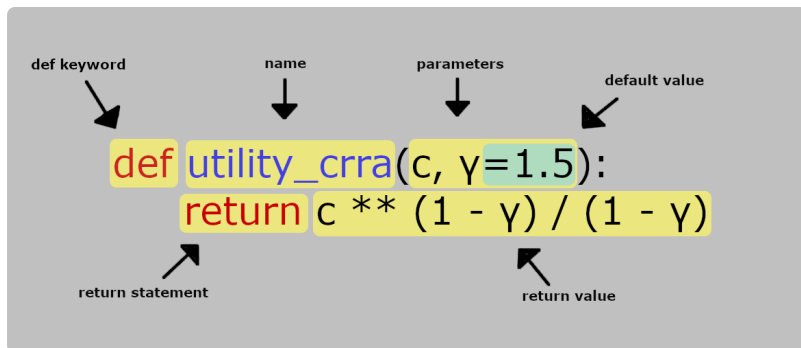 def keyword
name
parameters
default value
def utility_crra(c, γ=1.5):
return c ** (1 - γ) / (1 - γ)
return statement
return value